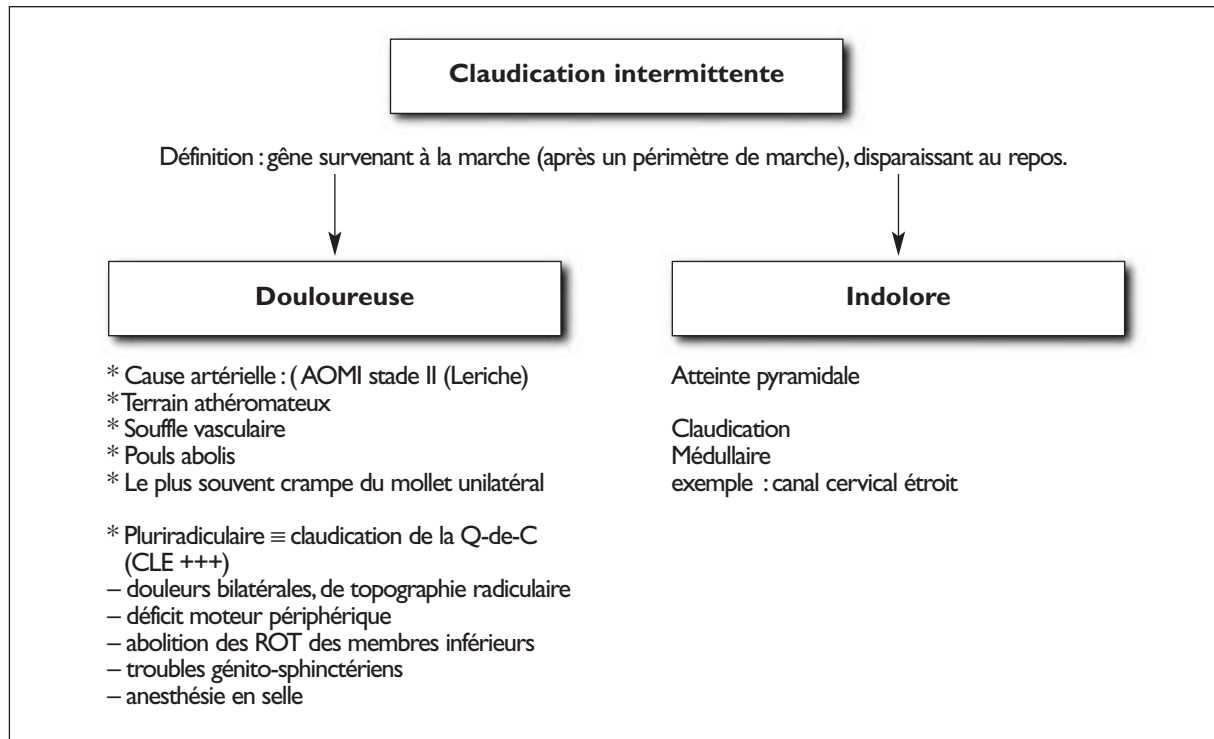 Claudication intermittente
Définition : gêne survenant à la marche (après un périmètre de marche), disparaissant au repos.
Douloureuse
* Cause artérielle : ( AOMI stade II (Leriche)
* Terrain athéromateux
* Souffle vasculaire
* Pouls abolis
* Le plus souvent crampe du mollet unilatéral
* Pluriradiculaire ≡ claudication de la Q-de-C
(CLE +++)
– douleurs bilatérales, de topographie radiculaire
– déficit moteur périphérique
– abolition des ROT des membres inférieurs
– troubles génito-sphinctériens
– anesthésie en selle
Indolore
Atteinte pyramidale
Claudication
Médullaire
exemple : canal cervical étroit